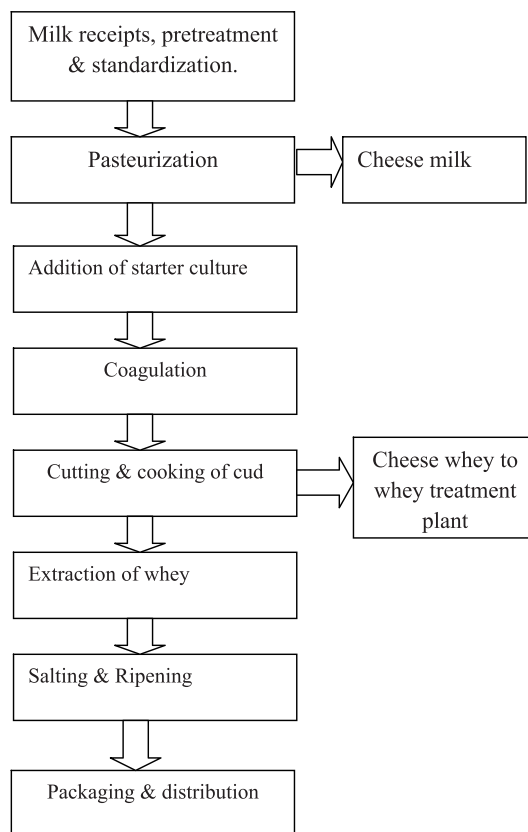 Milk receipts, pretreatment
& standardization.
Pasteurization
Cheese milk
Addition of starter culture
Coagulation
Cutting & cooking of cud
Cheese whey to
whey treatment
plant
Extraction of whey
Salting & Ripening
Packaging & distribution